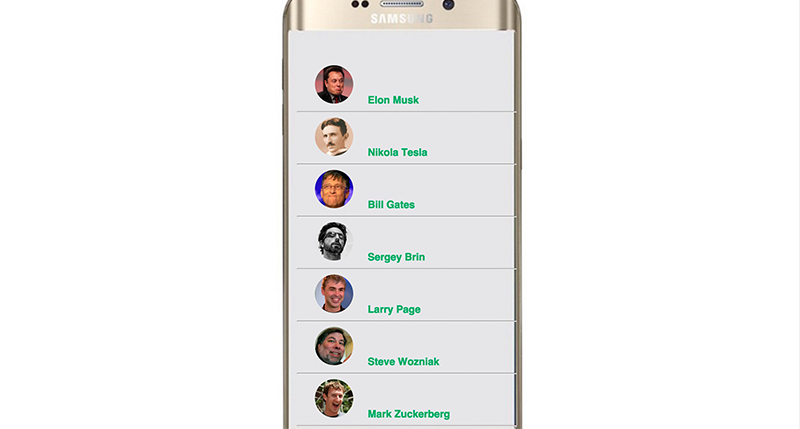 SAMSUNG
Elon Musk
Nikola Tesla
Bill Gates
Sergey Brin
Larry Page
Steve Wozniak
Mark Zuckerberg